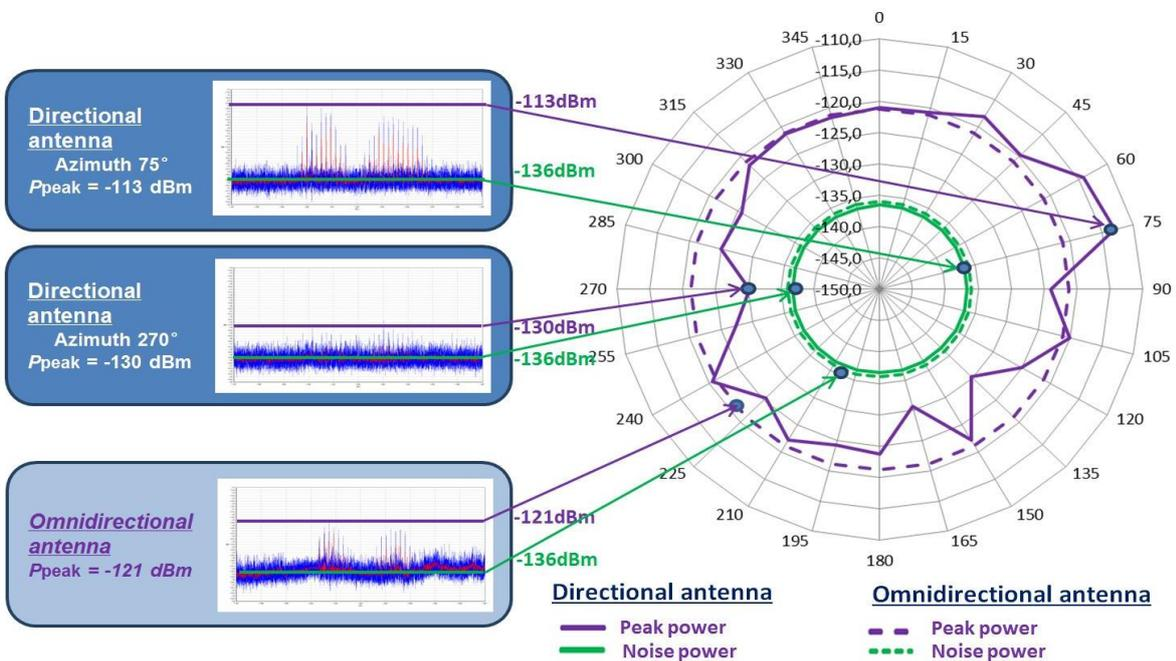 Directional
antenna
Azimuth 75°
Ppeak = -113 dBm
-113dBm
-136dBm
Directional
antenna
Azimuth 270°
Ppeak = -130 dBm
-130dBm
-136dBm
Omnidirectional
antenna
Ppeak = -121 dBm
-121dBm
-136dBm
0
15
30
45
60
75
90
105
120
135
150
165
180
195
210
225
240
255
270
285
300
315
330
345
-110,0
-115,0
-120,0
-125,0
-130,0
-135,0
-140,0
-145,0
-150,0
Directional antenna
Peak power
Noise power
Omnidirectional antenna
Peak power
Noise power